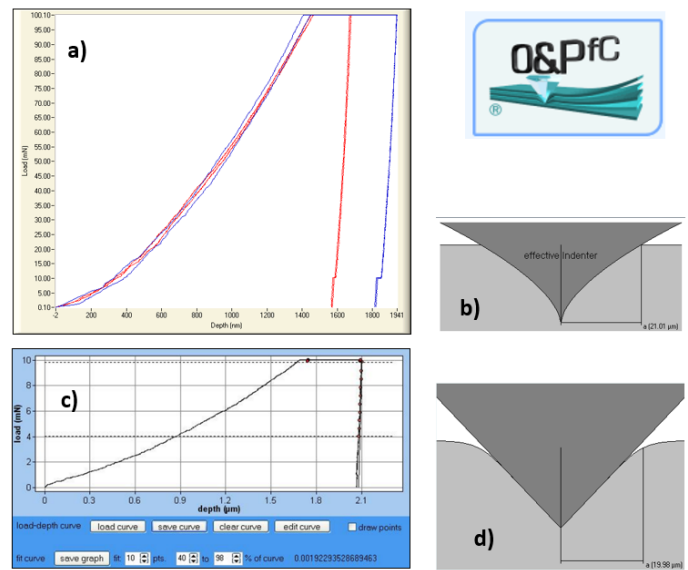 a)
100.10
95.00
90.00
85.00
80.00
75.00
70.00
65.00
60.00
55.00
50.00
45.00
40.00
35.00
30.00
25.00
20.00
15.00
10.00
5.00
0.10
Load (mN)
-2 200 400 600 800 1000 1200 1400 1600 1800 1941
Depth (nm)
O&PfC
®
effective indenter
b)
a (21.01 µm)
c)
10
8
6
4
2
0
load (mN)
0 0.3 0.6 0.9 1.2 1.5 1.8 2.1
depth (µm)
load-depth curve load curve save curve clear curve edit curve draw points
fit curve save graph fit: 10 pts. 40 to 98 % of curve 0.00192293528689463
d)
a (19.98 µm)